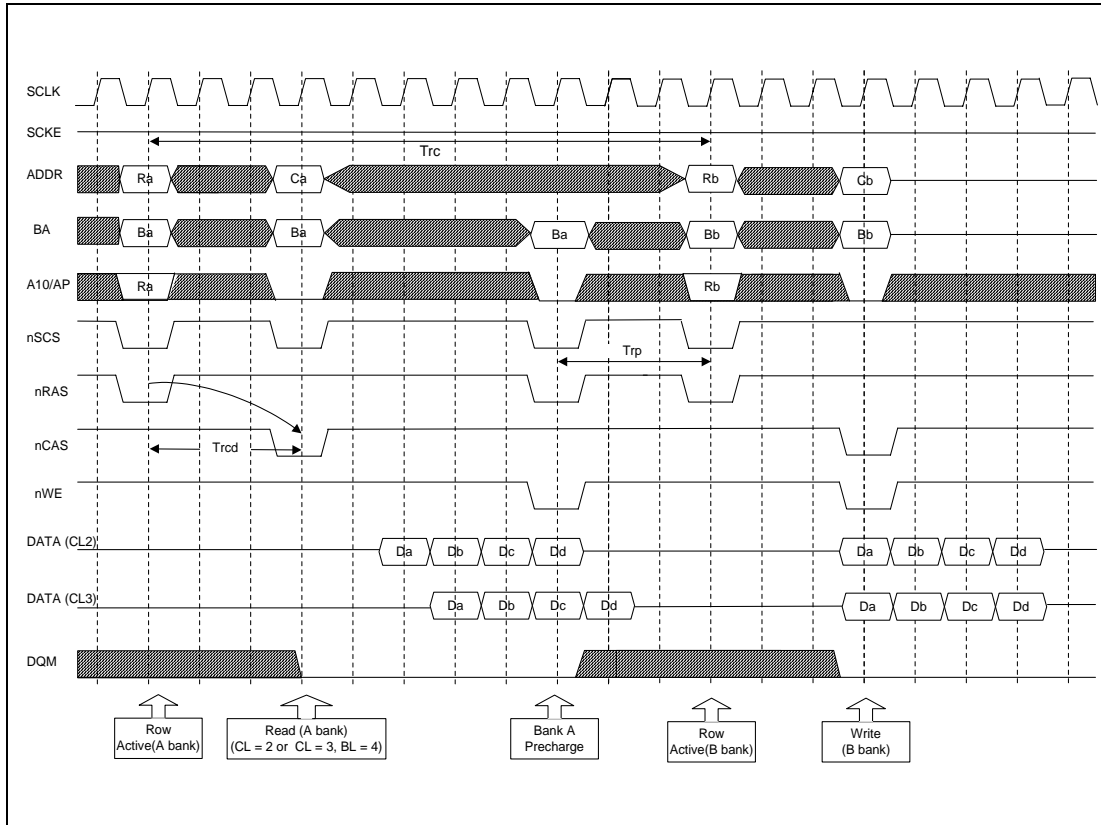 SCLK
SCKE
Trc
ADDR
Ra
Ca
Rb
Cb
BA
Ba
Ba
Ba
Bb
Bb
A10/AP
Ra
Rb
nSCS
Trp
nRAS
nCAS
Trcd
nWE
DATA (CL2)
Da
Db
Dc
Dd
Da
Db
Dc
Dd
DATA (CL3)
Da
Db
Dc
Dd
Da
Db
Dc
Dd
DQM
Row
Active(A bank)
Read (A bank)
(CL = 2 or CL = 3, BL = 4)
Bank A
Precharge
Row
Active(B bank)
Write
(B bank)